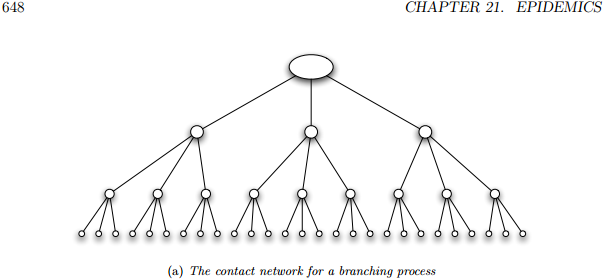 648
CHAPTER 21. EPIDEMICS
(a) The contact network for a branching process